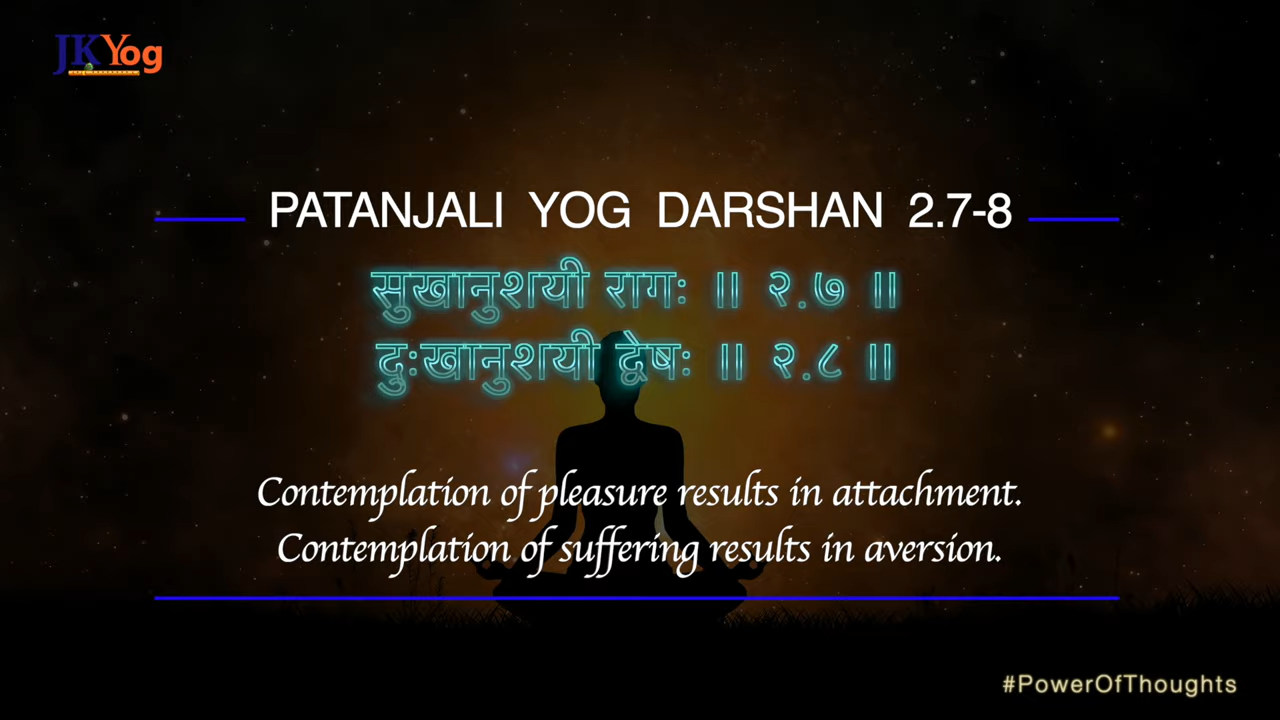 JKYog
PATANJALI YOG DARSHAN 2.7-8
सुखानुशयी रागः ॥ २.७ ॥
दुःखानुशयी द्वेषः ॥ २.८ ॥
Contemplation of pleasure results in attachment.
Contemplation of suffering results in aversion.
#PowerOfThoughts